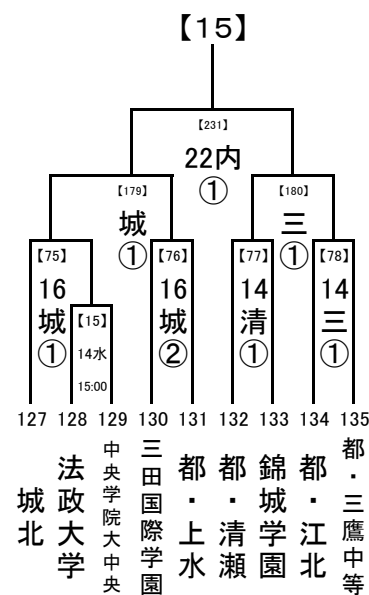 【15】
[231]
22内
①
[179]
城
①
[180]
三
①
[75]
16
城
①
[76]
16
城
②
[77]
14
清
①
[78]
14
三
①
[15]
14水
15:00
127 128 129 130 131 132 133 134 135
城北
法政大学
中央学院大中央
三田国際学園
都・上水
都・清瀬
錦城学園
都・江北
都・三鷹中等